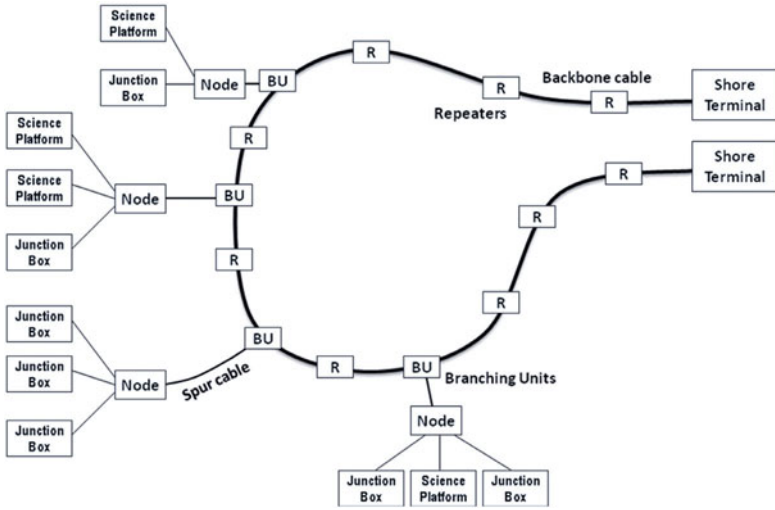 Science
Platform
R
Junction
Box
Node
BU
R
Backbone cable
R
Repeaters
Shore
Terminal
Science
Platform
R
Shore
Terminal
R
Science
Platform
Node
BU
R
Junction
Box
R
R
Junction
Box
BU
Junction
Box
Node
Spur cable
R
BU
Branching Units
Junction
Box
Node
Junction
Box
Science
Platform
Junction
Box